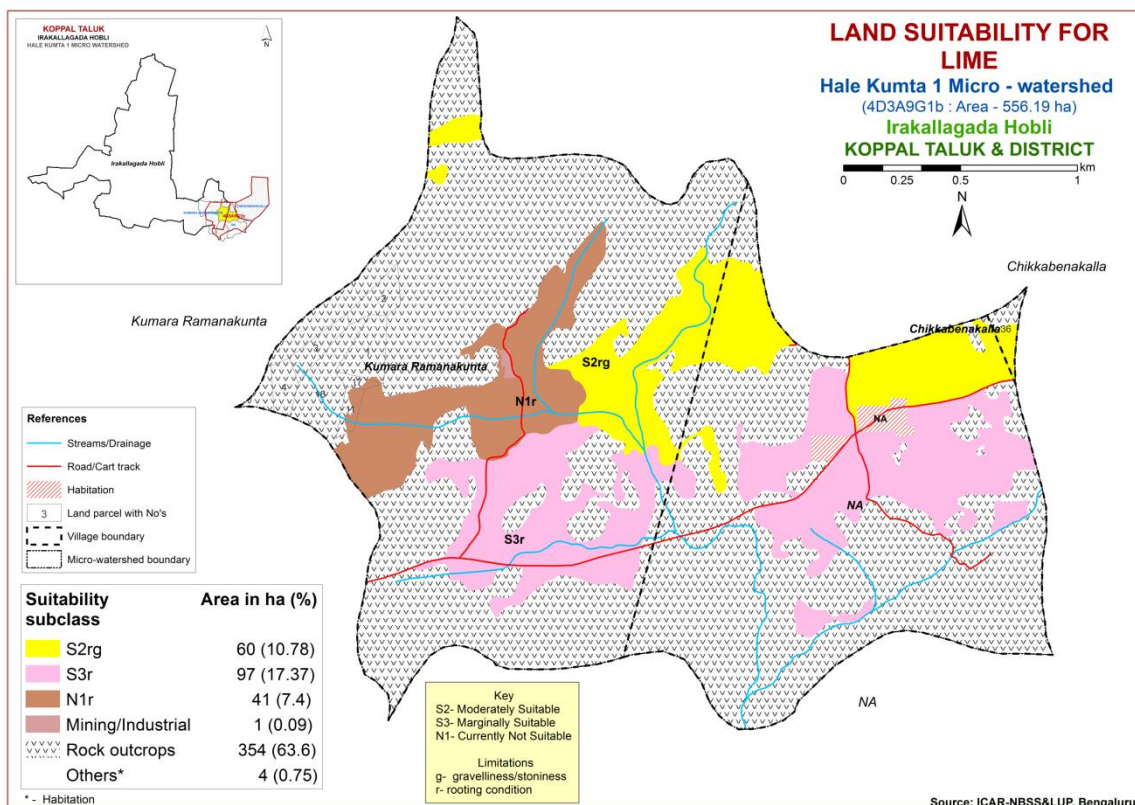 KOPPAL TALUK
IRAKALLAGADA HOBLI
HALE KUMTA 1 MICRO WATERSHED
N
Irakallagada Hobli
LAND SUITABILITY FOR
LIME
Hale Kumta 1 Micro - watershed
(4D3A9G1b : Area - 556.19 ha)
Irakallagada Hobli
KOPPAL TALUK & DISTRICT
km
0 0.25 0.5 1
N
Chikkabenakalla
Kumara Ramanakunta
2
3
4
Chikkabenakalla 36
S2rg
Kumara Ramanakunta
N1r
NA
NA
S3r
NA
References
Streams/Drainage
Road/Cart track
Habitation
3 Land parcel with No's
Village boundary
Micro-watershed boundary
Suitability subclass Area in ha (%)
S2rg 60 (10.78)
S3r 97 (17.37)
N1r 41 (7.4)
Mining/Industrial 1 (0.09)
Rock outcrops 354 (63.6)
Others* 4 (0.75)
* - Habitation
Key
S2- Moderately Suitable
S3- Marginally Suitable
N1- Currently Not Suitable
Limitations
g- gravelliness/stoniness
r- rooting condition
Source: ICAR-NBSS&LUP, Bengaluru